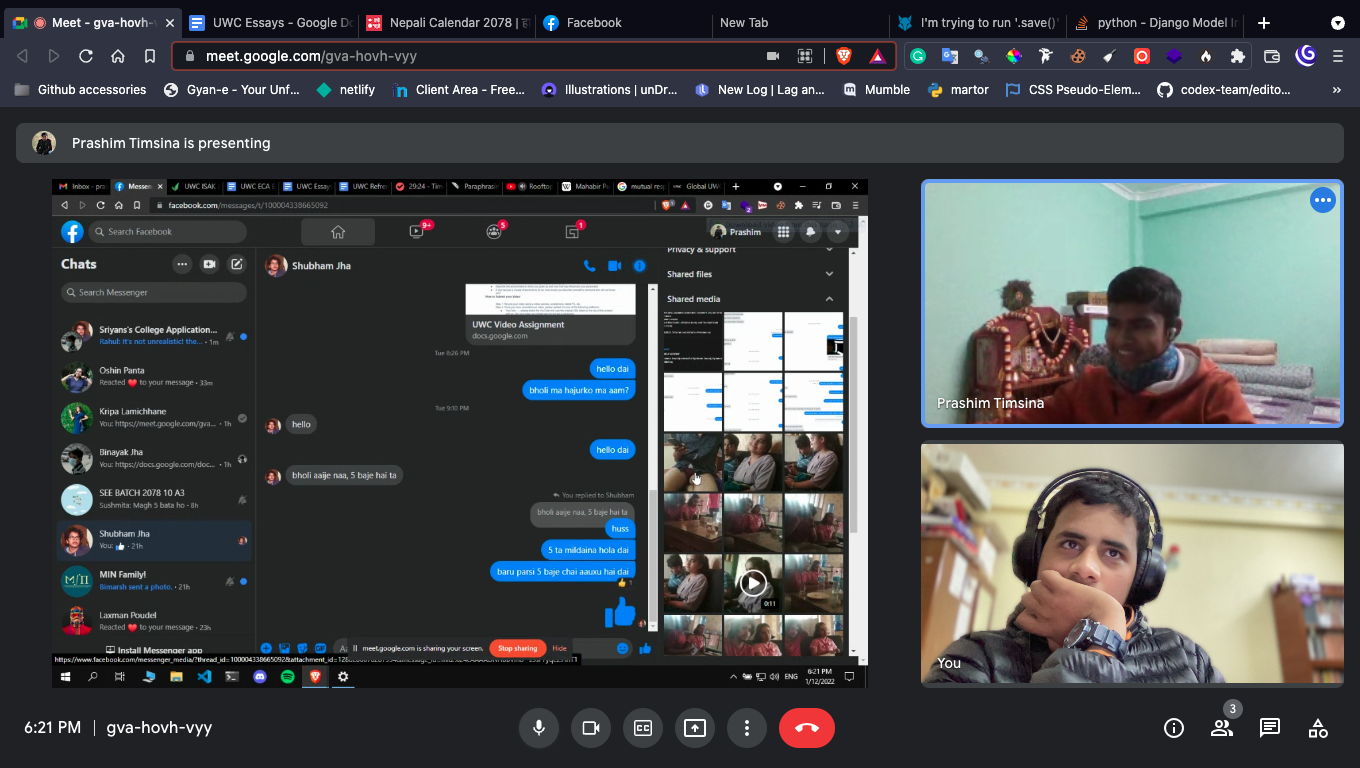 Meet - gva-hovh-v
UWC Essays - Google Do
Nepali Calendar 2078 |
Facebook
New Tab
I'm trying to run '.save()'
python - Django Model In
meet.google.com/gva-hovh-vyy
Github accessories
Gyan-e - Your Unf...
netlify
Client Area - Free...
Illustrations | unDr...
New Log | Lag an...
Mumble
martor
CSS Pseudo-Elem...
codex-team/edito...
»
Prashim Timsina is presenting
Inbox - pra
Messen
UWC ISAK
UWC ECA
UWC Essay
UWC Refre
29:24 - Tim
Paraphrasi
Rooftop
Mahabir P
mutual res
Global UW
facebook.com/messages/t/100004338665092
Search Facebook
9+
5
1
Prashim
Chats
Search Messenger
Sriyans's College Application...
Rahul: It's not unrealistic! the... · 1m
Oshin Panta
Reacted ❤ to your message · 33m
Kripa Lamichhane
You: https://meet.google.com/gva... · 1h
Binayak Jha
You: https://docs.google.com/doc... · 1h
SEE BATCH 2078 10 A3
Sushmita: Magh 5 bata ho · 8h
Shubham Jha
You: 👍 · 21h
MIN Family!
Bimarsh sent a photo. · 21h
Laxman Poudel
Reacted ❤ to your message · 23h
Install Messenger app
Shubham Jha
UWC Video Assignment
docs.google.com
Tue 8:26 PM
hello dai
bholi ma hajurko ma aam?
Tue 9:10 PM
hello
hello dai
bholi aaije naa, 5 baje hai ta
You replied to Shubham
bholi aaije naa, 5 baje hai ta
huss
5 ta mildaina hola dai
baru parsi 5 baje chai aauxu hai dai
👍 1
Aa
meet.google.com is sharing your screen.
Stop sharing
Hide
Privacy & support
Shared files
Shared media
0:11
ENG
6:21 PM
1/12/2022
Prashim Timsina
You
6:21 PM
gva-hovh-vyy
3